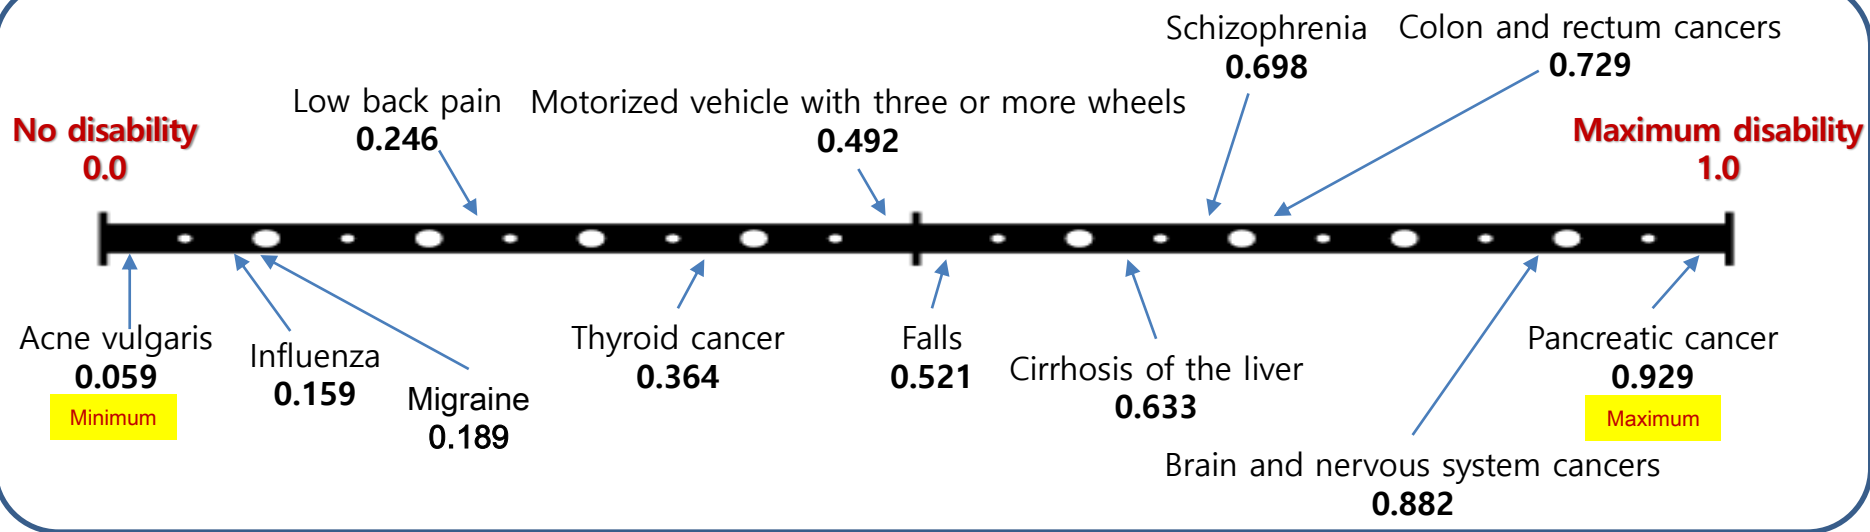 No disability
0.0
Low back pain
0.246
Motorized vehicle with three or more wheels
0.492
Schizophrenia
0.698
Colon and rectum cancers
0.729
Maximum disability
1.0
Acne vulgaris
0.059
Minimum
Influenza
0.159
Migraine
0.189
Thyroid cancer
0.364
Falls
0.521
Cirrhosis of the liver
0.633
Brain and nervous system cancers
0.882
Pancreatic cancer
0.929
Maximum